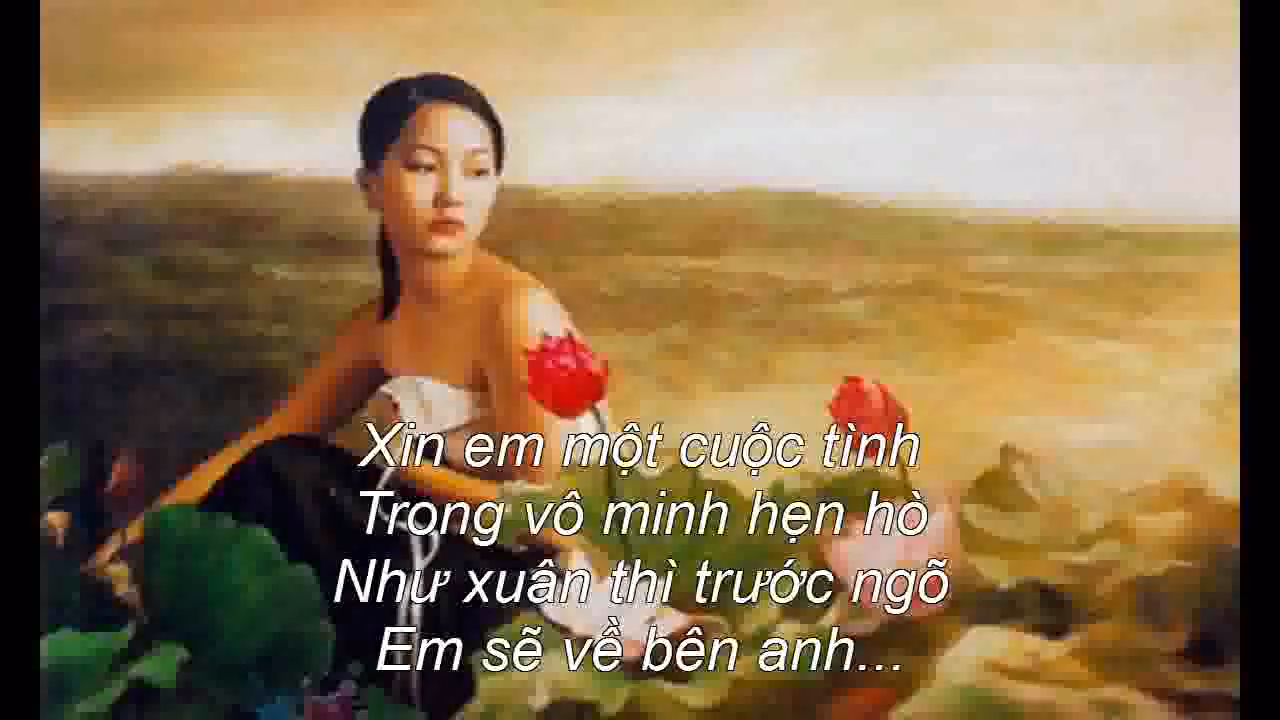 Xin em một cuộc tình
Trong vô minh hẹn hò
Như xuân thì trước ngõ
Em sẽ về bên anh...